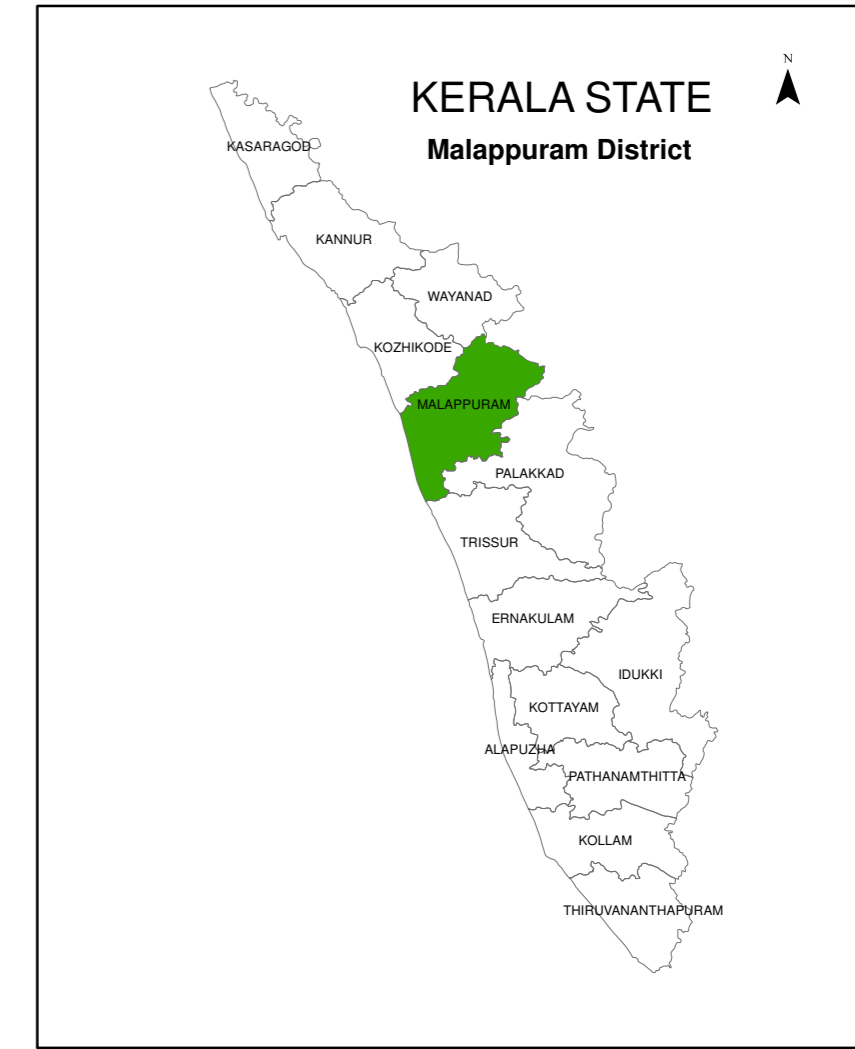 N
KERALA STATE
Malappuram District
KASARAGOD
KANNUR
WAYANAD
KOZHIKODE
MALAPPURAM
PALAKKAD
TRISSUR
ERNAKULAM
IDUKKI
KOTTAYAM
ALAPUZHA
PATHANAMTHITTA
KOLLAM
THIRUVANANTHAPURAM